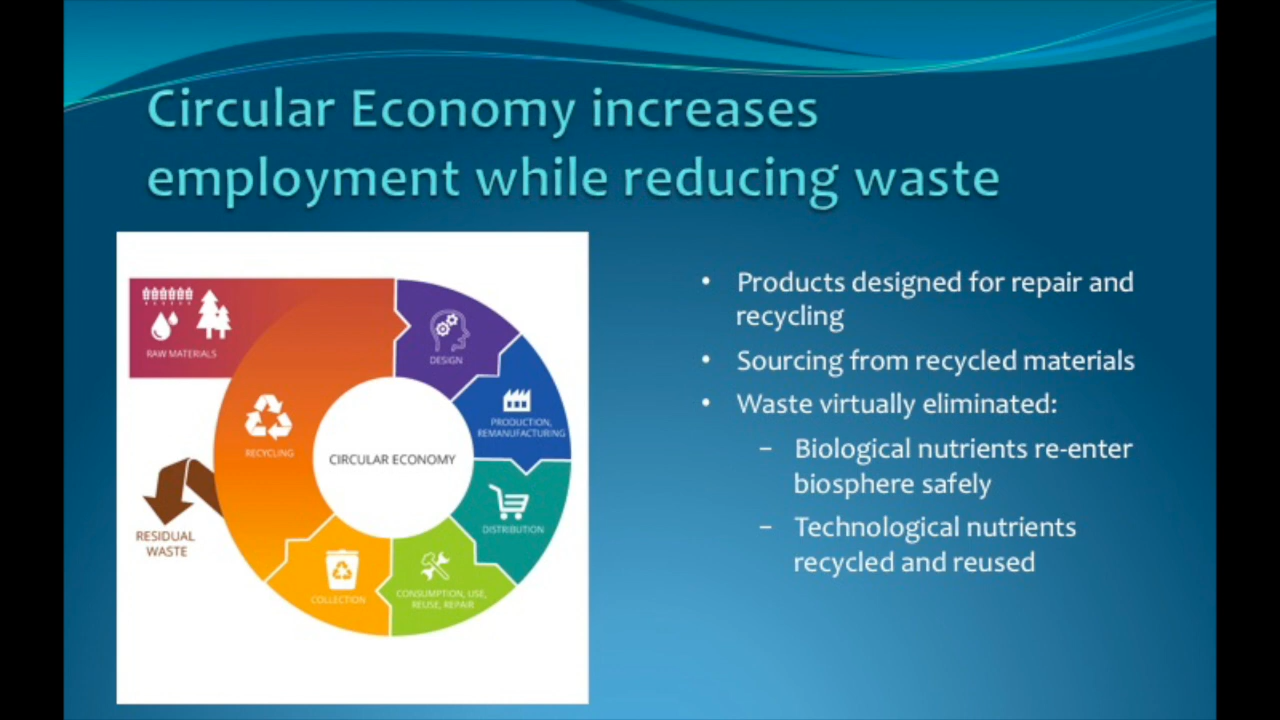 Circular Economy increases
employment while reducing waste
RAW MATERIALS
DESIGN
PRODUCTION,
REMANUFACTURING
RECYCLING
CIRCULAR ECONOMY
DISTRIBUTION
RESIDUAL
WASTE
COLLECTION
CONSUMPTION, USE,
REUSE, REPAIR
• Products designed for repair and
recycling
• Sourcing from recycled materials
• Waste virtually eliminated:
– Biological nutrients re-enter
biosphere safely
– Technological nutrients
recycled and reused